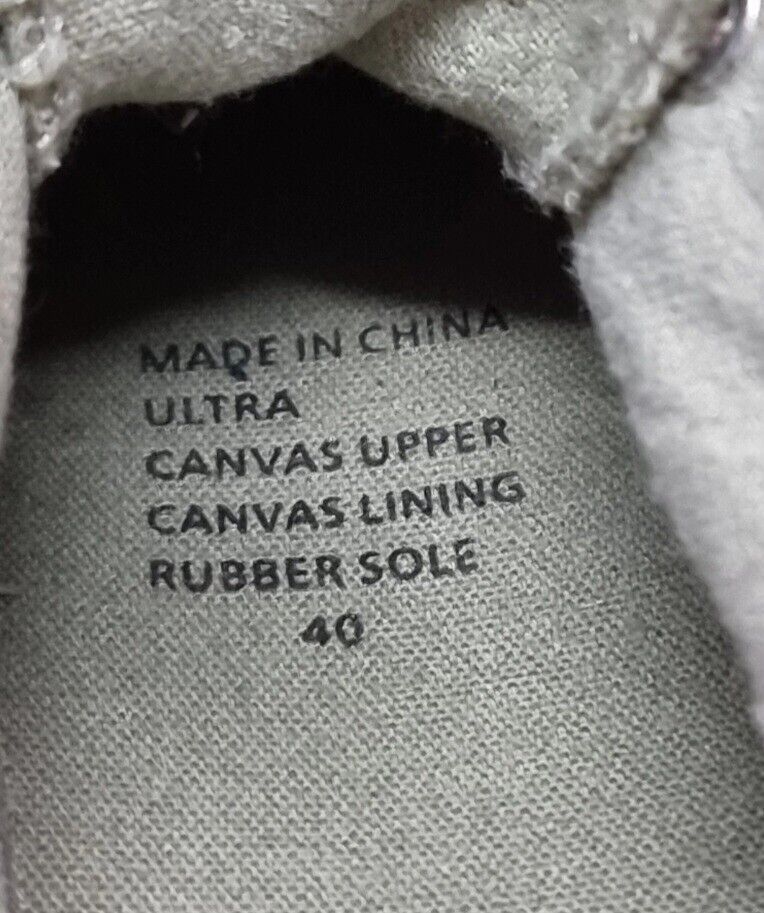 MADE IN CHINA
ULTRA
CANVAS UPPER
CANVAS LINING
RUBBER SOLE
40